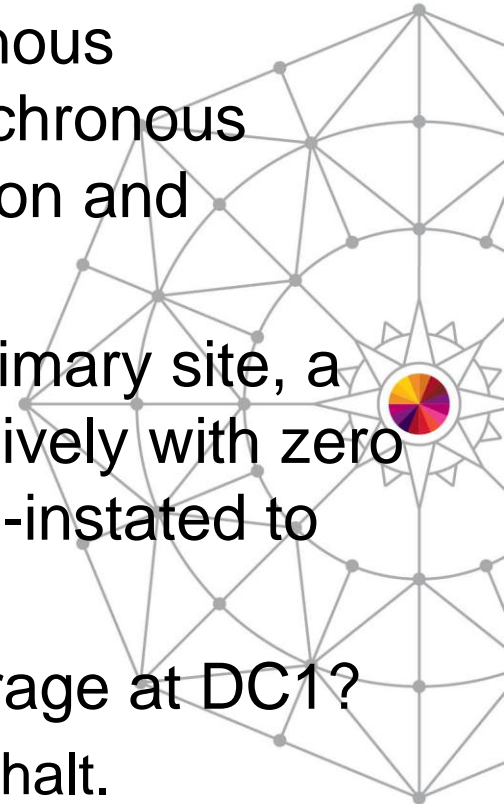 nous
chronous
on and
imary site, a
ively with zero
-instated to
rage at DC1?
halt.